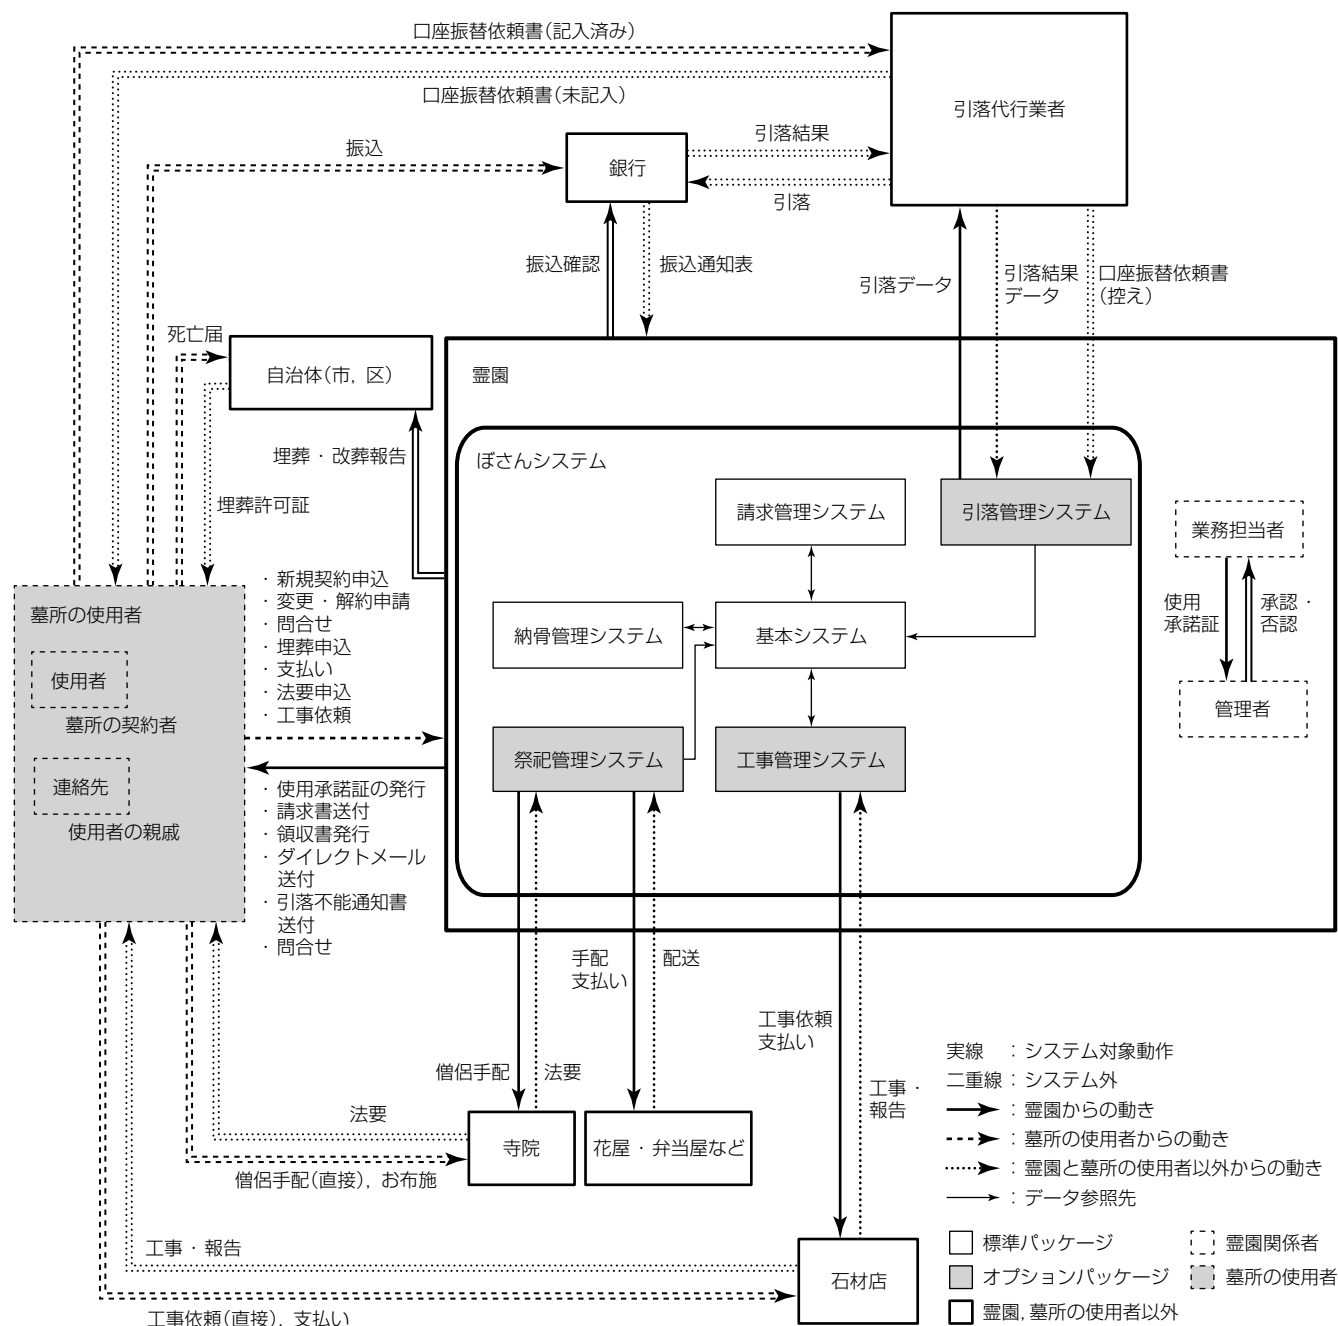 口座振替依頼書（記入済み）
口座振替依頼書（未記入）
引落代行業者
振込
銀行
引落結果
引落
振込確認
振込通知表
引落データ
引落結果
データ
口座振替依頼書
（控え）
死亡届
自治体（市，区）
霊園
埋葬・改葬報告
埋葬許可証
ぼさんシステム
請求管理システム
引落管理システム
業務担当者
使用
承諾証
承認・
否認
管理者
納骨管理システム
基本システム
祭祀管理システム
工事管理システム
墓所の使用者
使用者
墓所の契約者
連絡先
使用者の親戚
・新規契約申込
・変更・解約申請
・問合せ
・埋葬申込
・支払い
・法要申込
・工事依頼
・使用承諾証の発行
・請求書送付
・領収書発行
・ダイレクトメール
送付
・引落不能通知書
送付
・問合せ
手配
支払い
配送
工事依頼
支払い
工事・
報告
僧侶手配
法要
法要
寺院
花屋・弁当屋など
僧侶手配（直接），お布施
工事・報告
石材店
工事依頼（直接），支払い
実線　：システム対象動作
二重線：システム外
：霊園からの動き
：墓所の使用者からの動き
：霊園と墓所の使用者以外からの動き
：データ参照先
標準パッケージ
霊園関係者
オプションパッケージ
墓所の使用者
霊園，墓所の使用者以外